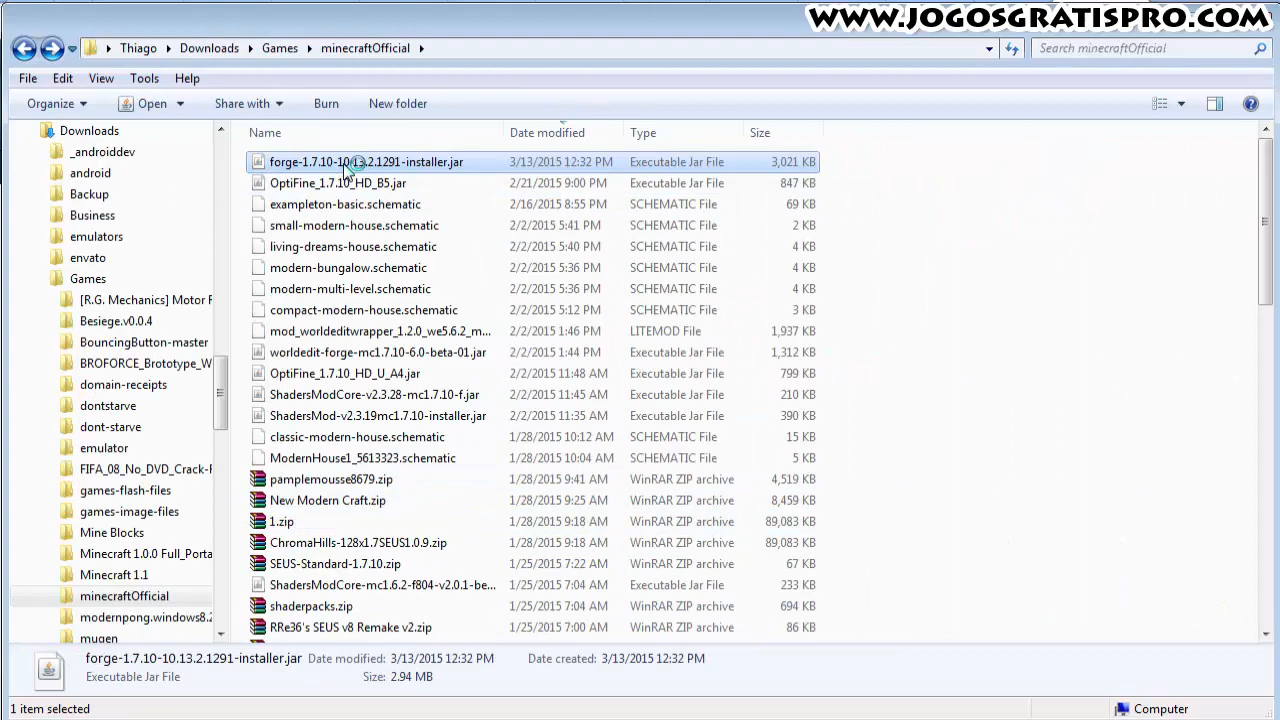 www.JOGOSGRATISPRO.com
Thiago Downloads Games minecraftOfficial
Search minecraftOfficial
File Edit View Tools Help
Organize Open Share with Burn New folder
Downloads
_androiddev
android
Backup
Business
emulators
envato
Games
[R.G. Mechanics] Motor F
Besiege.v0.0.4
BouncingButton-master
BROFORCE_Brototype_W
domain-receipts
dontstarve
dont-starve
emulator
FIFA_08_No_DVD_Crack-F
games-flash-files
games-image-files
Mine Blocks
Minecraft 1.0.0 Full_Porta
Minecraft 1.1
minecraftOfficial
modernpong.windows8.2
mugen
Name Date modified Type Size
forge-1.7.10-10.13.2.1291-installer.jar 3/13/2015 12:32 PM Executable Jar File 3,021 KB
OptiFine_1.7.10_HD_B5.jar 2/21/2015 9:00 PM Executable Jar File 847 KB
exampleton-basic.schematic 2/16/2015 8:55 PM SCHEMATIC File 69 KB
small-modern-house.schematic 2/2/2015 5:41 PM SCHEMATIC File 2 KB
living-dreams-house.schematic 2/2/2015 5:40 PM SCHEMATIC File 4 KB
modern-bungalow.schematic 2/2/2015 5:36 PM SCHEMATIC File 4 KB
modern-multi-level.schematic 2/2/2015 5:36 PM SCHEMATIC File 4 KB
compact-modern-house.schematic 2/2/2015 5:12 PM SCHEMATIC File 3 KB
mod_worldeditwrapper_1.2.0_we5.6.2_m... 2/2/2015 1:46 PM LITEMOD File 1,937 KB
worldedit-forge-mc1.7.10-6.0-beta-01.jar 2/2/2015 1:44 PM Executable Jar File 1,312 KB
OptiFine_1.7.10_HD_U_A4.jar 2/2/2015 11:48 AM Executable Jar File 799 KB
ShadersModCore-v2.3.28-mc1.7.10-f.jar 2/2/2015 11:45 AM Executable Jar File 210 KB
ShadersMod-v2.3.19mc1.7.10-installer.jar 2/2/2015 11:35 AM Executable Jar File 390 KB
classic-modern-house.schematic 1/28/2015 10:12 AM SCHEMATIC File 15 KB
ModernHouse1_5613323.schematic 1/28/2015 10:04 AM SCHEMATIC File 5 KB
pamplemousse8679.zip 1/28/2015 9:41 AM WinRAR ZIP archive 4,519 KB
New Modern Craft.zip 1/28/2015 9:25 AM WinRAR ZIP archive 8,459 KB
1.zip 1/28/2015 9:18 AM WinRAR ZIP archive 89,083 KB
ChromaHills-128x1.7SEUS1.0.9.zip 1/28/2015 9:18 AM WinRAR ZIP archive 89,083 KB
SEUS-Standard-1.7.10.zip 1/25/2015 7:22 AM WinRAR ZIP archive 67 KB
ShadersModCore-mc1.6.2-f804-v2.0.1-be... 1/25/2015 7:04 AM Executable Jar File 233 KB
shaderpacks.zip 1/25/2015 7:04 AM WinRAR ZIP archive 694 KB
RRe36's SEUS v8 Remake v2.zip 1/25/2015 7:00 AM WinRAR ZIP archive 86 KB
forge-1.7.10-10.13.2.1291-installer.jar Date modified: 3/13/2015 12:32 PM Date created: 3/13/2015 12:32 PM
Executable Jar File Size: 2.94 MB
1 item selected Computer